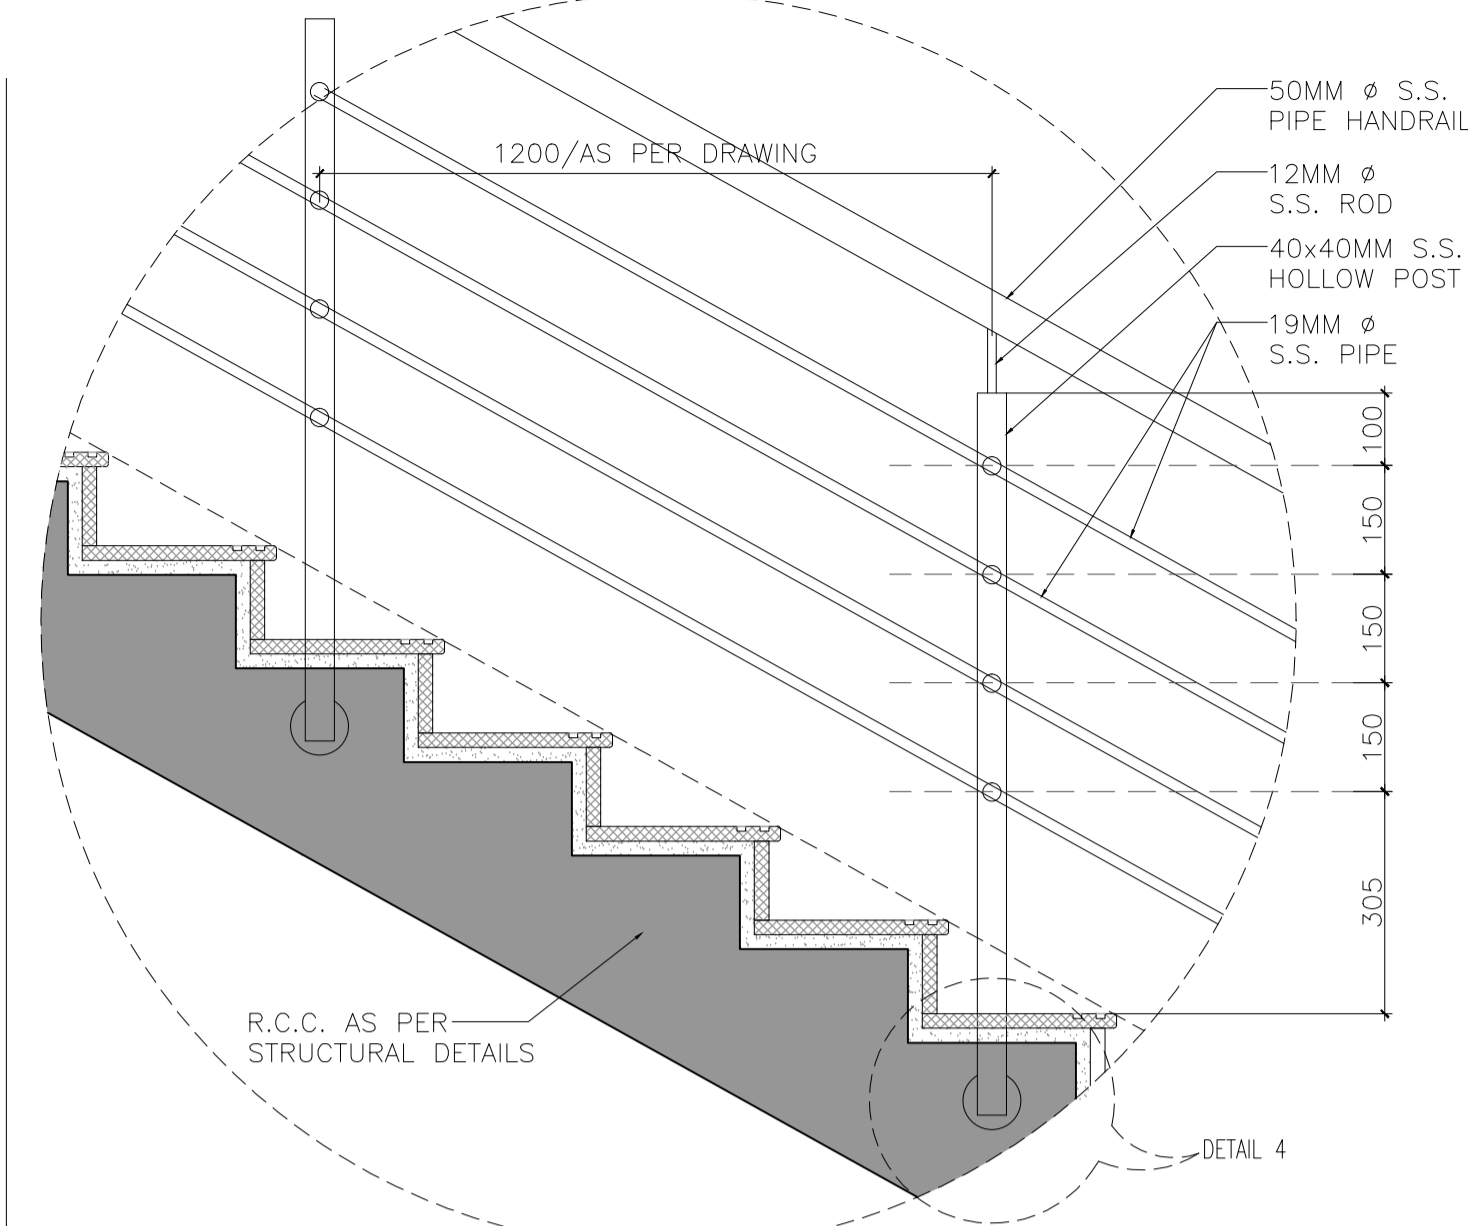 1200/AS PER DRAWING
50MM ø S.S.
PIPE HANDRAIL
12MM ø
S.S. ROD
40x40MM S.S.
HOLLOW POST
19MM ø
S.S. PIPE
100
150
150
150
305
R.C.C. AS PER
STRUCTURAL DETAILS
DETAIL 4